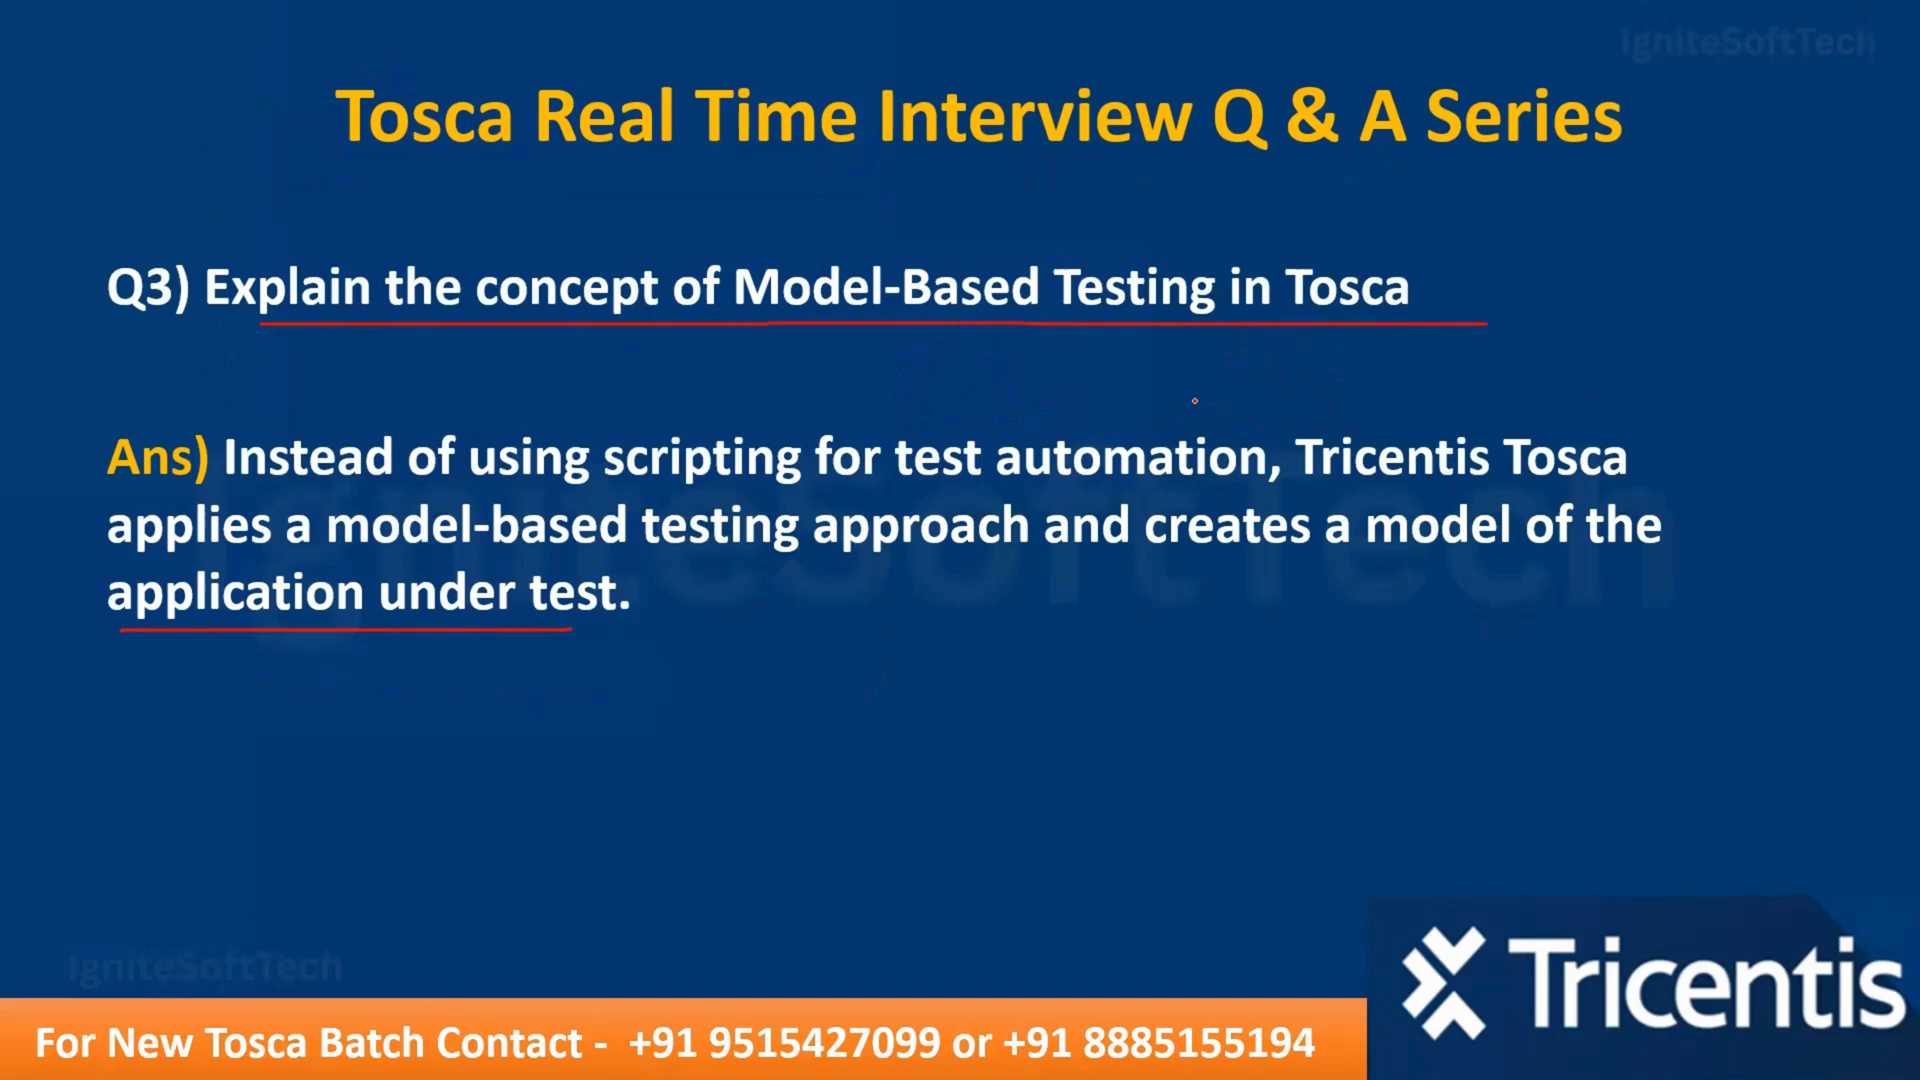 IgniteSoftTech
Tosca Real Time Interview Q & A Series
Q3) Explain the concept of Model-Based Testing in Tosca
Ans) Instead of using scripting for test automation, Tricentis Tosca
applies a model-based testing approach and creates a model of the
application under test.
IgniteSoftTech
IgniteSoftTech
Tricentis
For New Tosca Batch Contact - +91 9515427099 or +91 8885155194